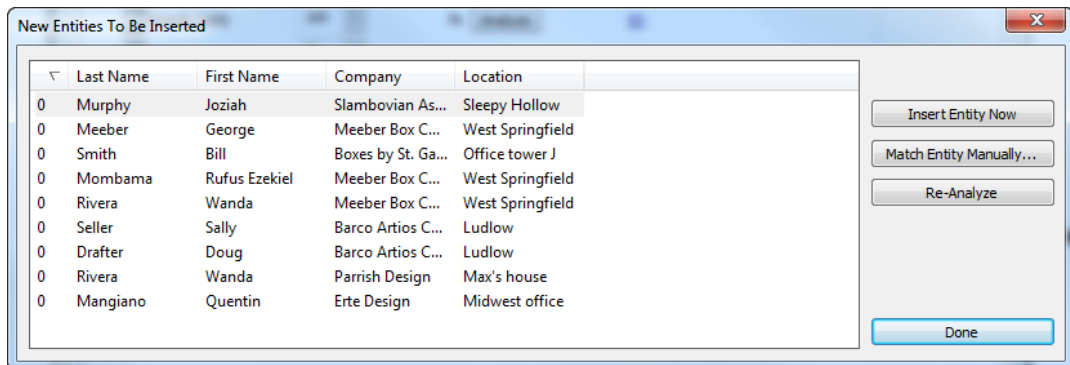 New Entities To Be Inserted
Last Name First Name Company Location
0 Murphy Joziah Slambovian As... Sleepy Hollow
Insert Entity Now
0 Meeber George Meeber Box C... West Springfield
0 Smith Bill Boxes by St. Ga... Office tower J
Match Entity Manually...
0 Mombama Rufus Ezekiel Meeber Box C... West Springfield
0 Rivera Wanda Meeber Box C... West Springfield
Re-Analyze
0 Seller Sally Barco Artios C... Ludlow
0 Drafter Doug Barco Artios C... Ludlow
0 Rivera Wanda Parrish Design Max's house
0 Mangiano Quentin Erte Design Midwest office
Done